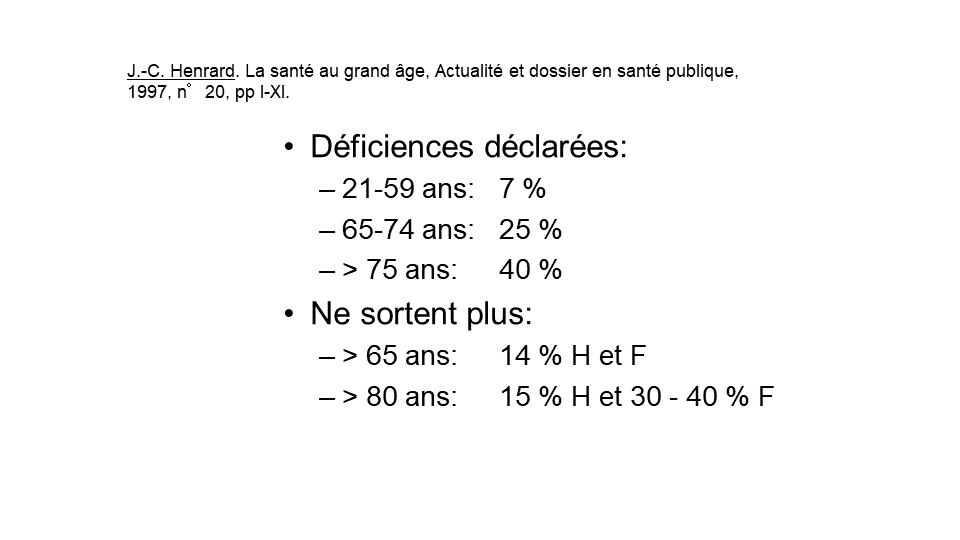 J.-C. Henrard. La santé au grand âge, Actualité et dossier en santé publique,
1997, n° 20, pp I-XI.
• Déficiences déclarées:
– 21-59 ans: 7 %
– 65-74 ans: 25 %
– > 75 ans: 40 %
• Ne sortent plus:
– > 65 ans: 14 % H et F
– > 80 ans: 15 % H et 30 - 40 % F